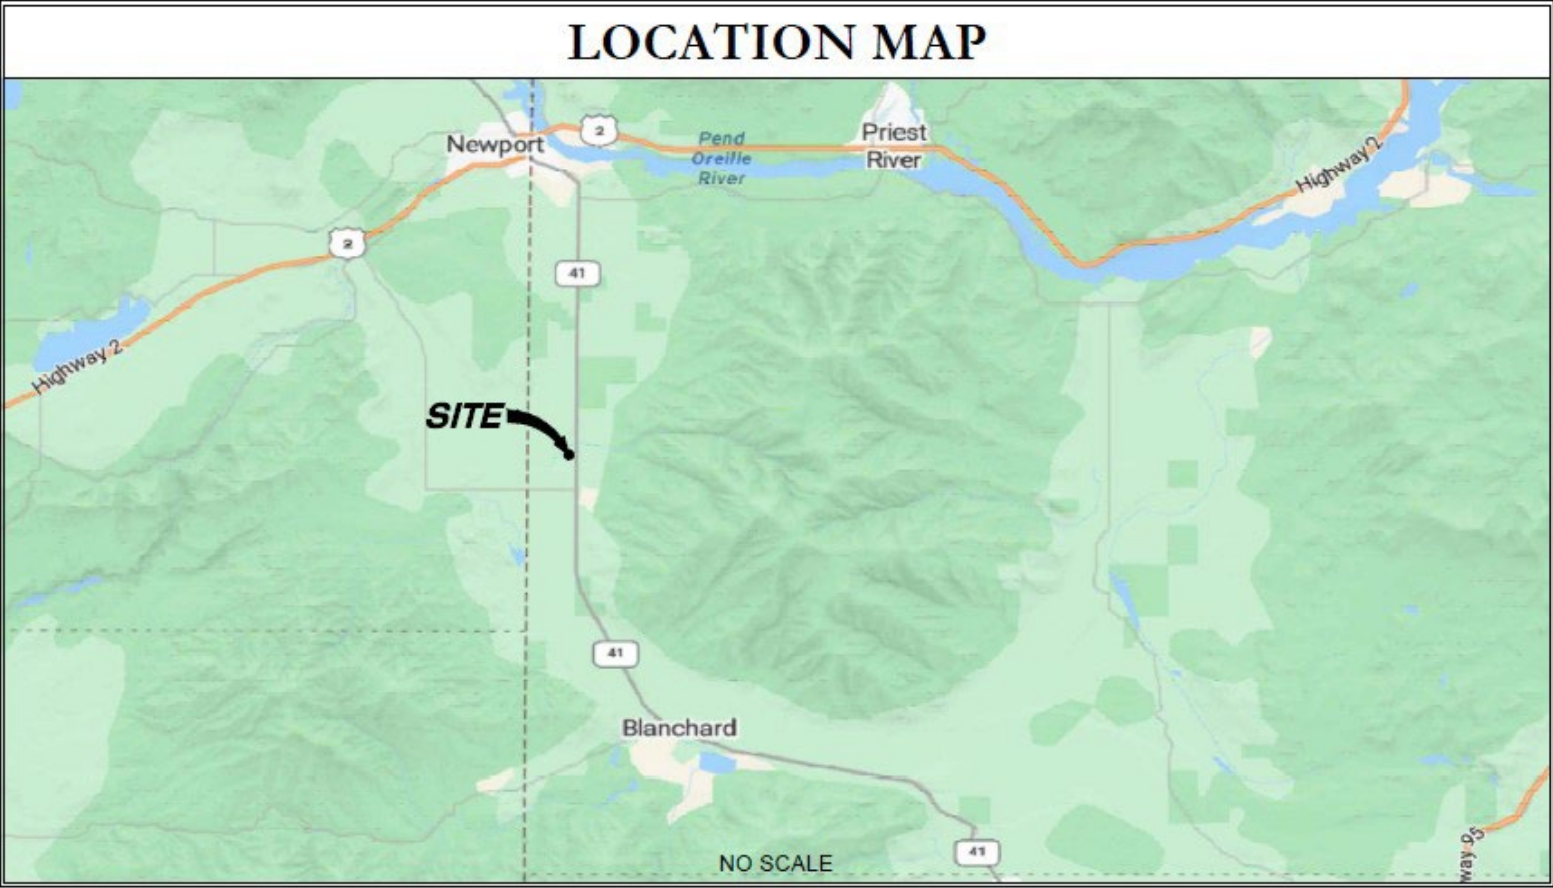 LOCATION MAP
2
Newport
Pend
Oreille
River
Priest
River
Highway 2
2
41
Highway 2
SITE
41
Blanchard
41
NO SCALE
way 95